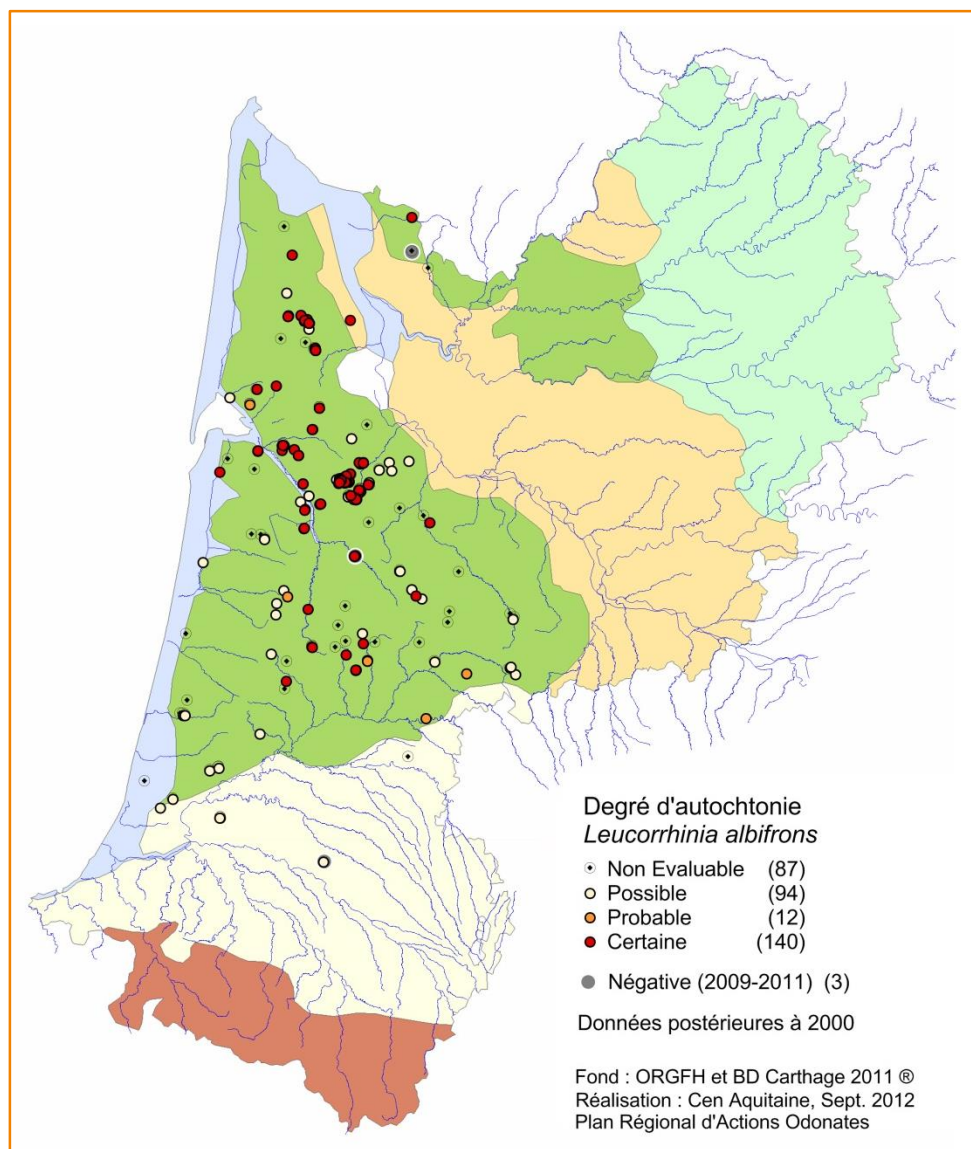 Degré d'autochtonie
Leucorrhinia albifrons
Non Evaluable (87)
Possible (94)
Probable (12)
Certaine (140)
Négative (2009-2011) (3)
Données postérieures à 2000
Fond : ORGFH et BD Carthage 2011 ®
Réalisation : Cen Aquitaine, Sept. 2012
Plan Régional d'Actions Odonates